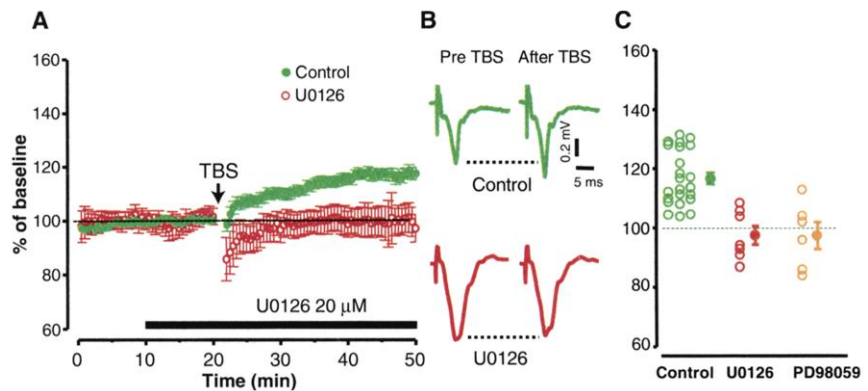 A
160
140
120
100
80
60
% of baseline
Control
U0126
TBS
U0126 20 µM
0 10 20 30 40 50
Time (min)
B
Pre TBS After TBS
0.2 mV
5 ms
Control
U0126
C
160
140
120
100
80
60
Control U0126 PD98059